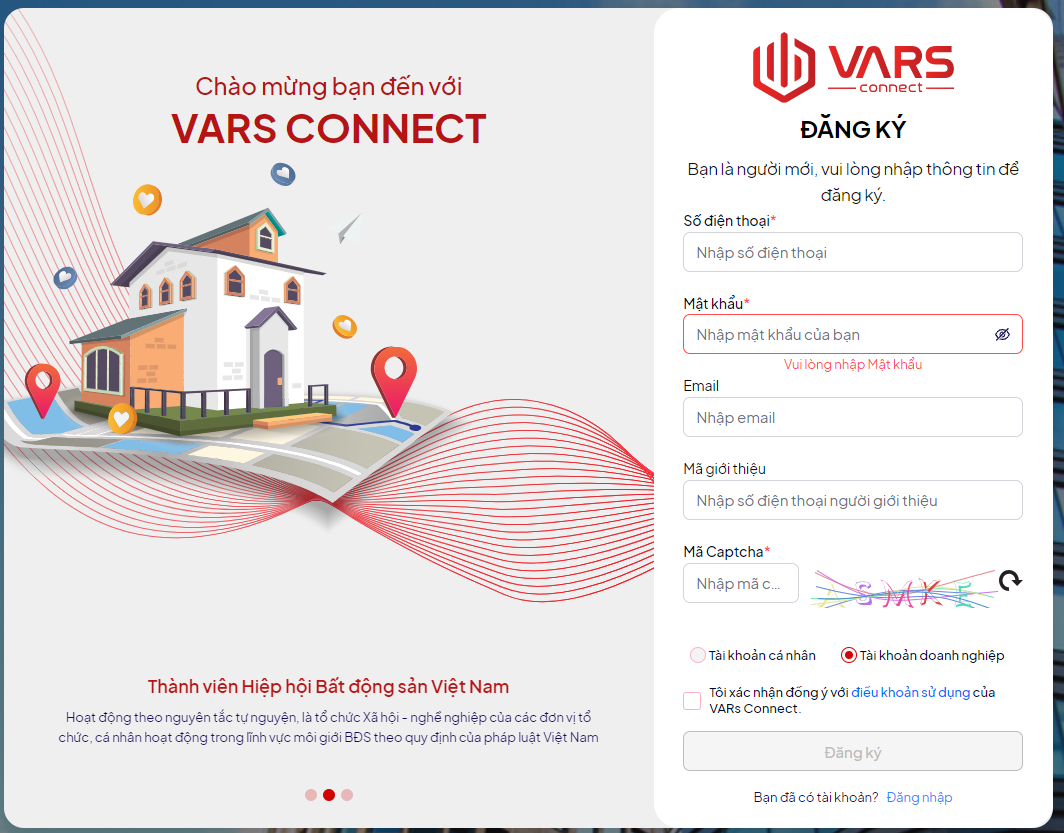 Chào mừng bạn đến với
VARS CONNECT
Thành viên Hiệp hội Bất động sản Việt Nam
Hoạt động theo nguyên tắc tự nguyện, là tổ chức Xã hội - nghề nghiệp của các đơn vị tổ
chức, cá nhân hoạt động trong lĩnh vực môi giới BĐS theo quy định của pháp luật Việt Nam
VARS
connect
ĐĂNG KÝ
Bạn là người mới, vui lòng nhập thông tin để
đăng ký.
Số điện thoại*
Nhập số điện thoại
Mật khẩu*
Nhập mật khẩu của bạn
Vui lòng nhập Mật khẩu
Email
Nhập email
Mã giới thiệu
Nhập số điện thoại người giới thiệu
Mã Captcha*
Nhập mã c...
Tài khoản cá nhân
Tài khoản doanh nghiệp
Tôi xác nhận đồng ý với điều khoản sử dụng của
VARs Connect.
Đăng ký
Bạn đã có tài khoản? Đăng nhập